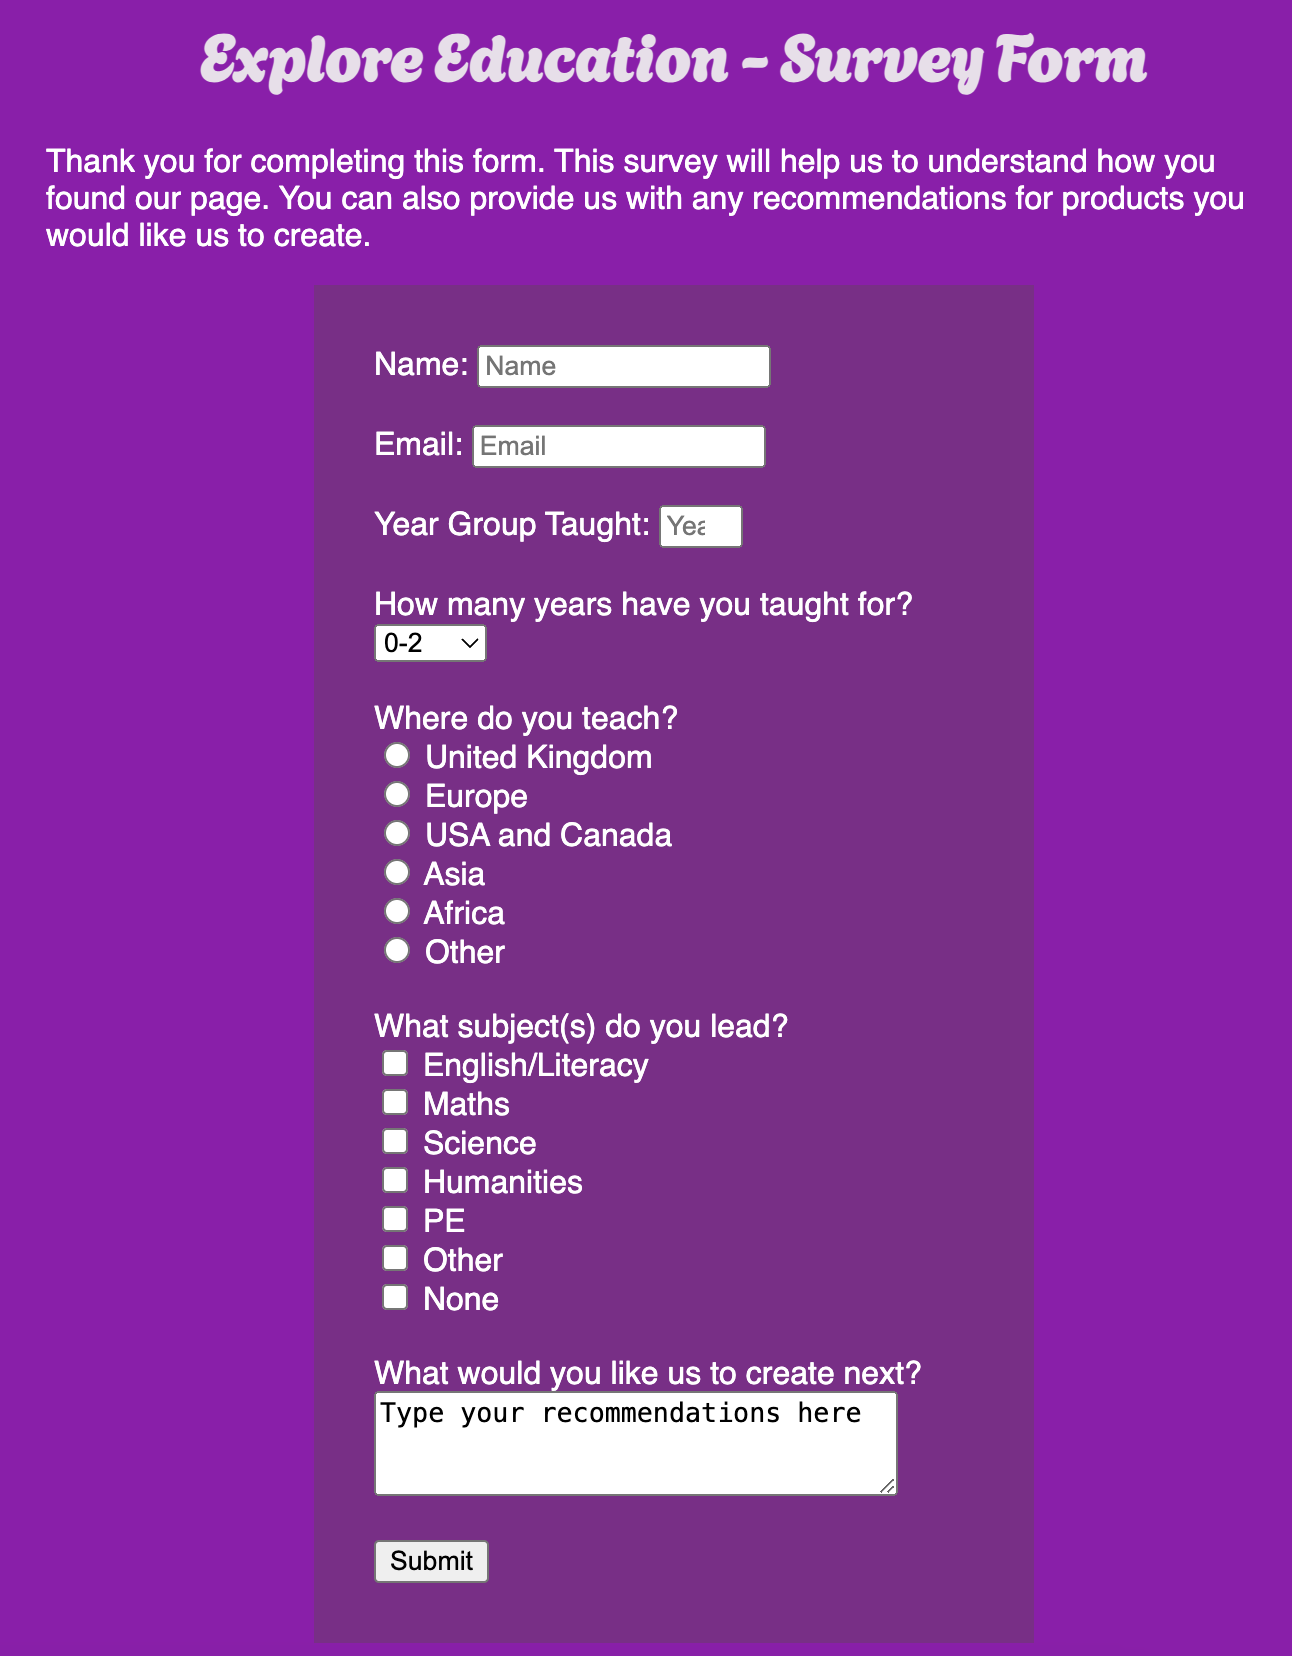 Explore Education - Survey Form
Thank you for completing this form. This survey will help us to understand how you
found our page. You can also provide us with any recommendations for products you
would like us to create.
Name: Name
Email: Email
Year Group Taught: Yea
How many years have you taught for?
0-2
Where do you teach?
United Kingdom
Europe
USA and Canada
Asia
Africa
Other
What subject(s) do you lead?
English/Literacy
Maths
Science
Humanities
PE
Other
None
What would you like us to create next?
Type your recommendations here
Submit